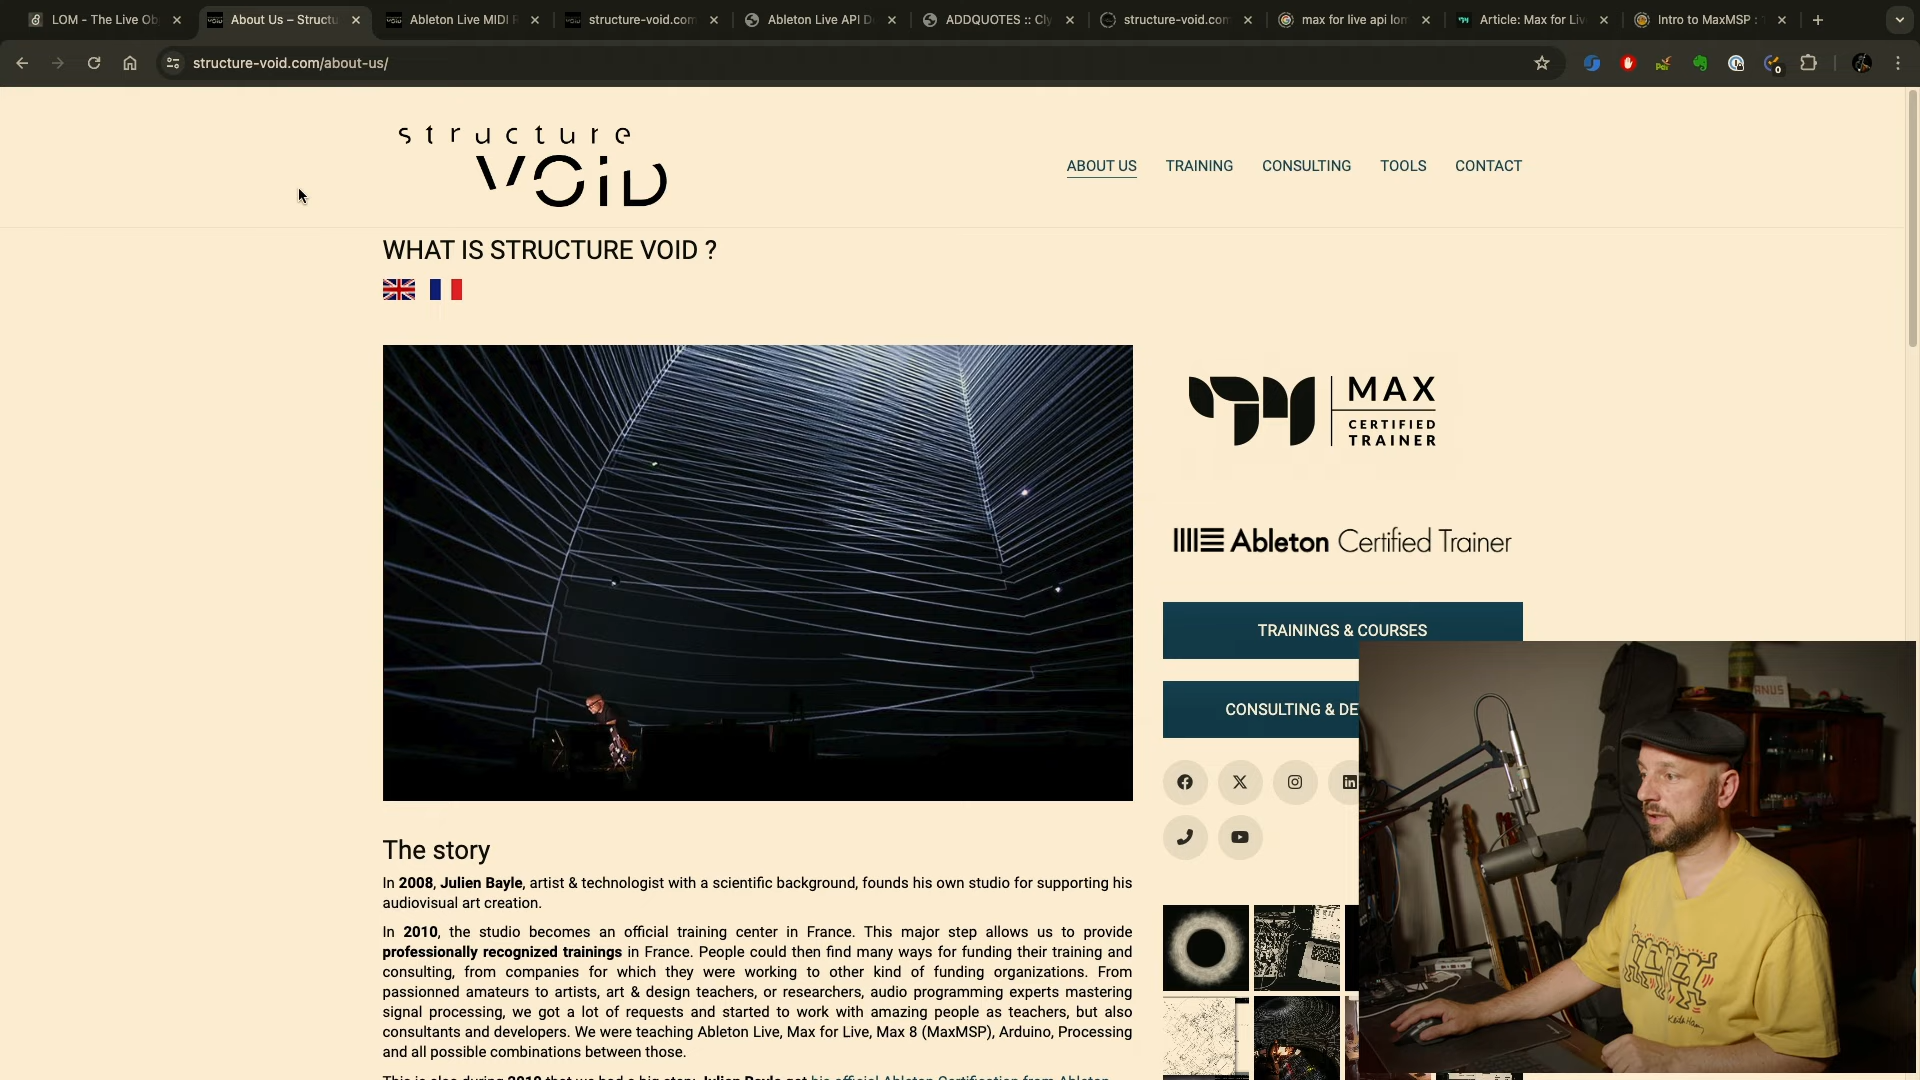 LOM - The Live Ob
About Us – Structu
Ableton Live MIDI R
structure-void.com
Ableton Live API D
ADDQUOTES :: Cly
structure-void.com
max for live api lom
Article: Max for Liv
Intro to MaxMSP :
structure-void.com/about-us/
structure
VOID
ABOUT US
TRAINING
CONSULTING
TOOLS
CONTACT
WHAT IS STRUCTURE VOID ?
MAX
CERTIFIED
TRAINER
Ableton Certified Trainer
TRAININGS & COURSES
CONSULTING & DE
The story
In 2008, Julien Bayle, artist & technologist with a scientific background, founds his own studio for supporting his
audiovisual art creation.
In 2010, the studio becomes an official training center in France. This major step allows us to provide
professionally recognized trainings in France. People could then find many ways for funding their training and
consulting, from companies for which they were working to other kind of funding organizations. From
passionned amateurs to artists, art & design teachers, or researchers, audio programming experts mastering
signal processing, we got a lot of requests and started to work with amazing people as teachers, but also
consultants and developers. We were teaching Ableton Live, Max for Live, Max 8 (MaxMSP), Arduino, Processing
and all possible combinations between those.
This is also during 2010 that we had a big story. Julien Bayle got his official Ableton Certification from Ableton